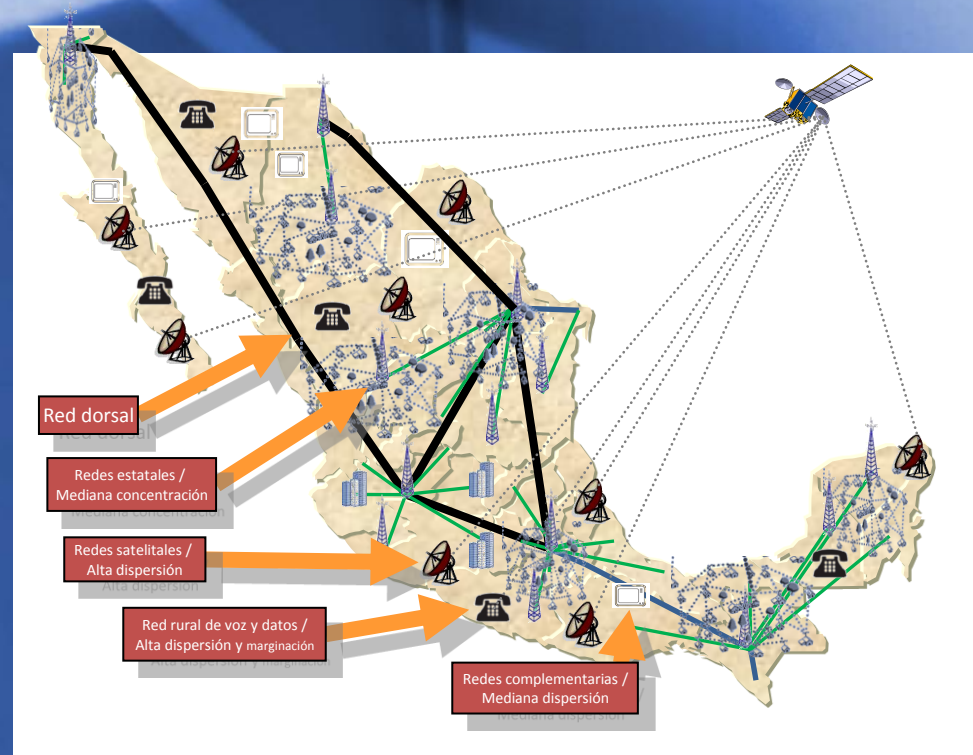 Red dorsal
Redes estatales /
Mediana concentración
Redes satelitales /
Alta dispersión
Red rural de voz y datos /
Alta dispersión y marginación
Redes complementarias /
Mediana dispersión